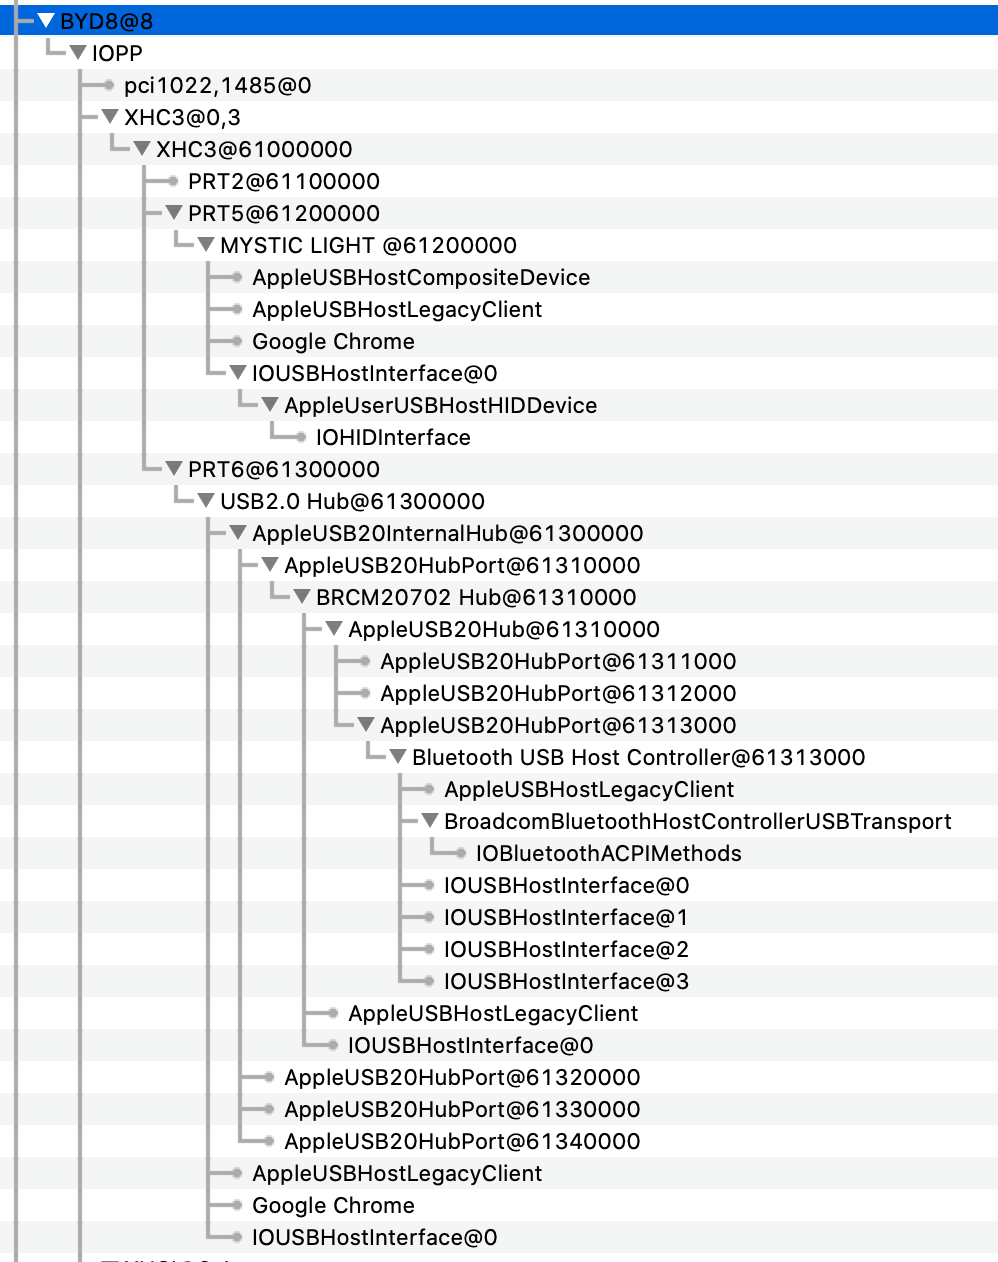 BYD8@8
IOPP
pci1022,1485@0
XHC3@0,3
XHC3@61000000
PRT2@61100000
PRT5@61200000
MYSTIC LIGHT @61200000
AppleUSBHostCompositeDevice
AppleUSBHostLegacyClient
Google Chrome
IOUSBHostInterface@0
AppleUserUSBHostHIDDevice
IOHIDInterface
PRT6@61300000
USB2.0 Hub@61300000
AppleUSB20InternalHub@61300000
AppleUSB20HubPort@61310000
BRCM20702 Hub@61310000
AppleUSB20Hub@61310000
AppleUSB20HubPort@61311000
AppleUSB20HubPort@61312000
AppleUSB20HubPort@61313000
Bluetooth USB Host Controller@61313000
AppleUSBHostLegacyClient
BroadcomBluetoothHostControllerUSBTransport
IOBluetoothACPIMethods
IOUSBHostInterface@0
IOUSBHostInterface@1
IOUSBHostInterface@2
IOUSBHostInterface@3
AppleUSBHostLegacyClient
IOUSBHostInterface@0
AppleUSB20HubPort@61320000
AppleUSB20HubPort@61330000
AppleUSB20HubPort@61340000
AppleUSBHostLegacyClient
Google Chrome
IOUSBHostInterface@0